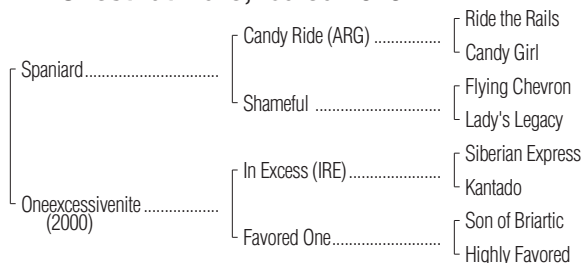 Ride the Rails
Candy Ride (ARG) ................
Candy Girl
Spaniard...........................
Flying Chevron
Shameful .........................
Lady's Legacy
Siberian Express
In Excess (IRE)...................
Kantado
Oneexcessivenite ...............
(2000)
Son of Briartic
Favored One......................
Highly Favored